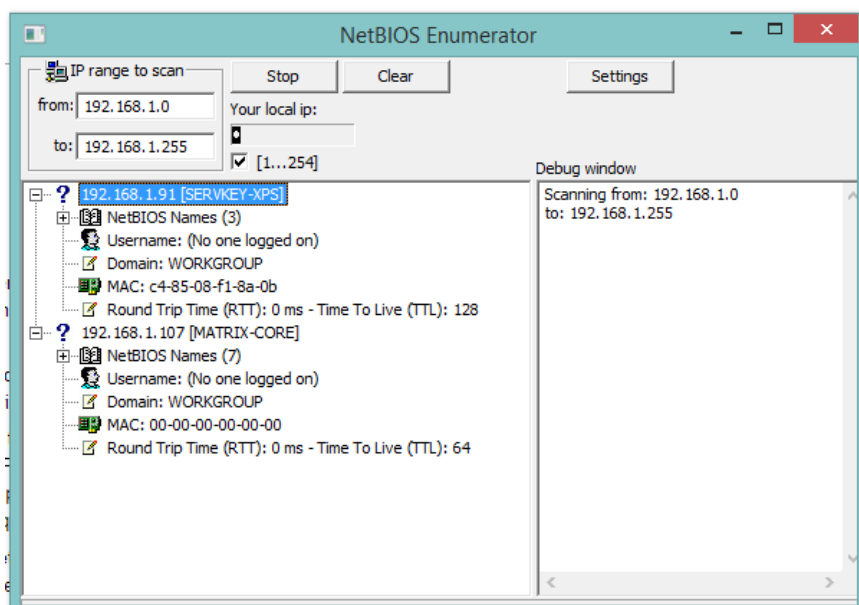 NetBIOS Enumerator
IP range to scan
from: 192.168.1.0
to: 192.168.1.255
Stop
Clear
Settings
Your local ip:
[1...254]
Debug window
192.168.1.91 [SERVKEY-XPS]
NetBIOS Names (3)
Username: (No one logged on)
Domain: WORKGROUP
MAC: c4-85-08-f1-8a-0b
Round Trip Time (RTT): 0 ms - Time To Live (TTL): 128
192.168.1.107 [MATRIX-CORE]
NetBIOS Names (7)
Username: (No one logged on)
Domain: WORKGROUP
MAC: 00-00-00-00-00-00
Round Trip Time (RTT): 0 ms - Time To Live (TTL): 64
Scanning from: 192.168.1.0
to: 192.168.1.255